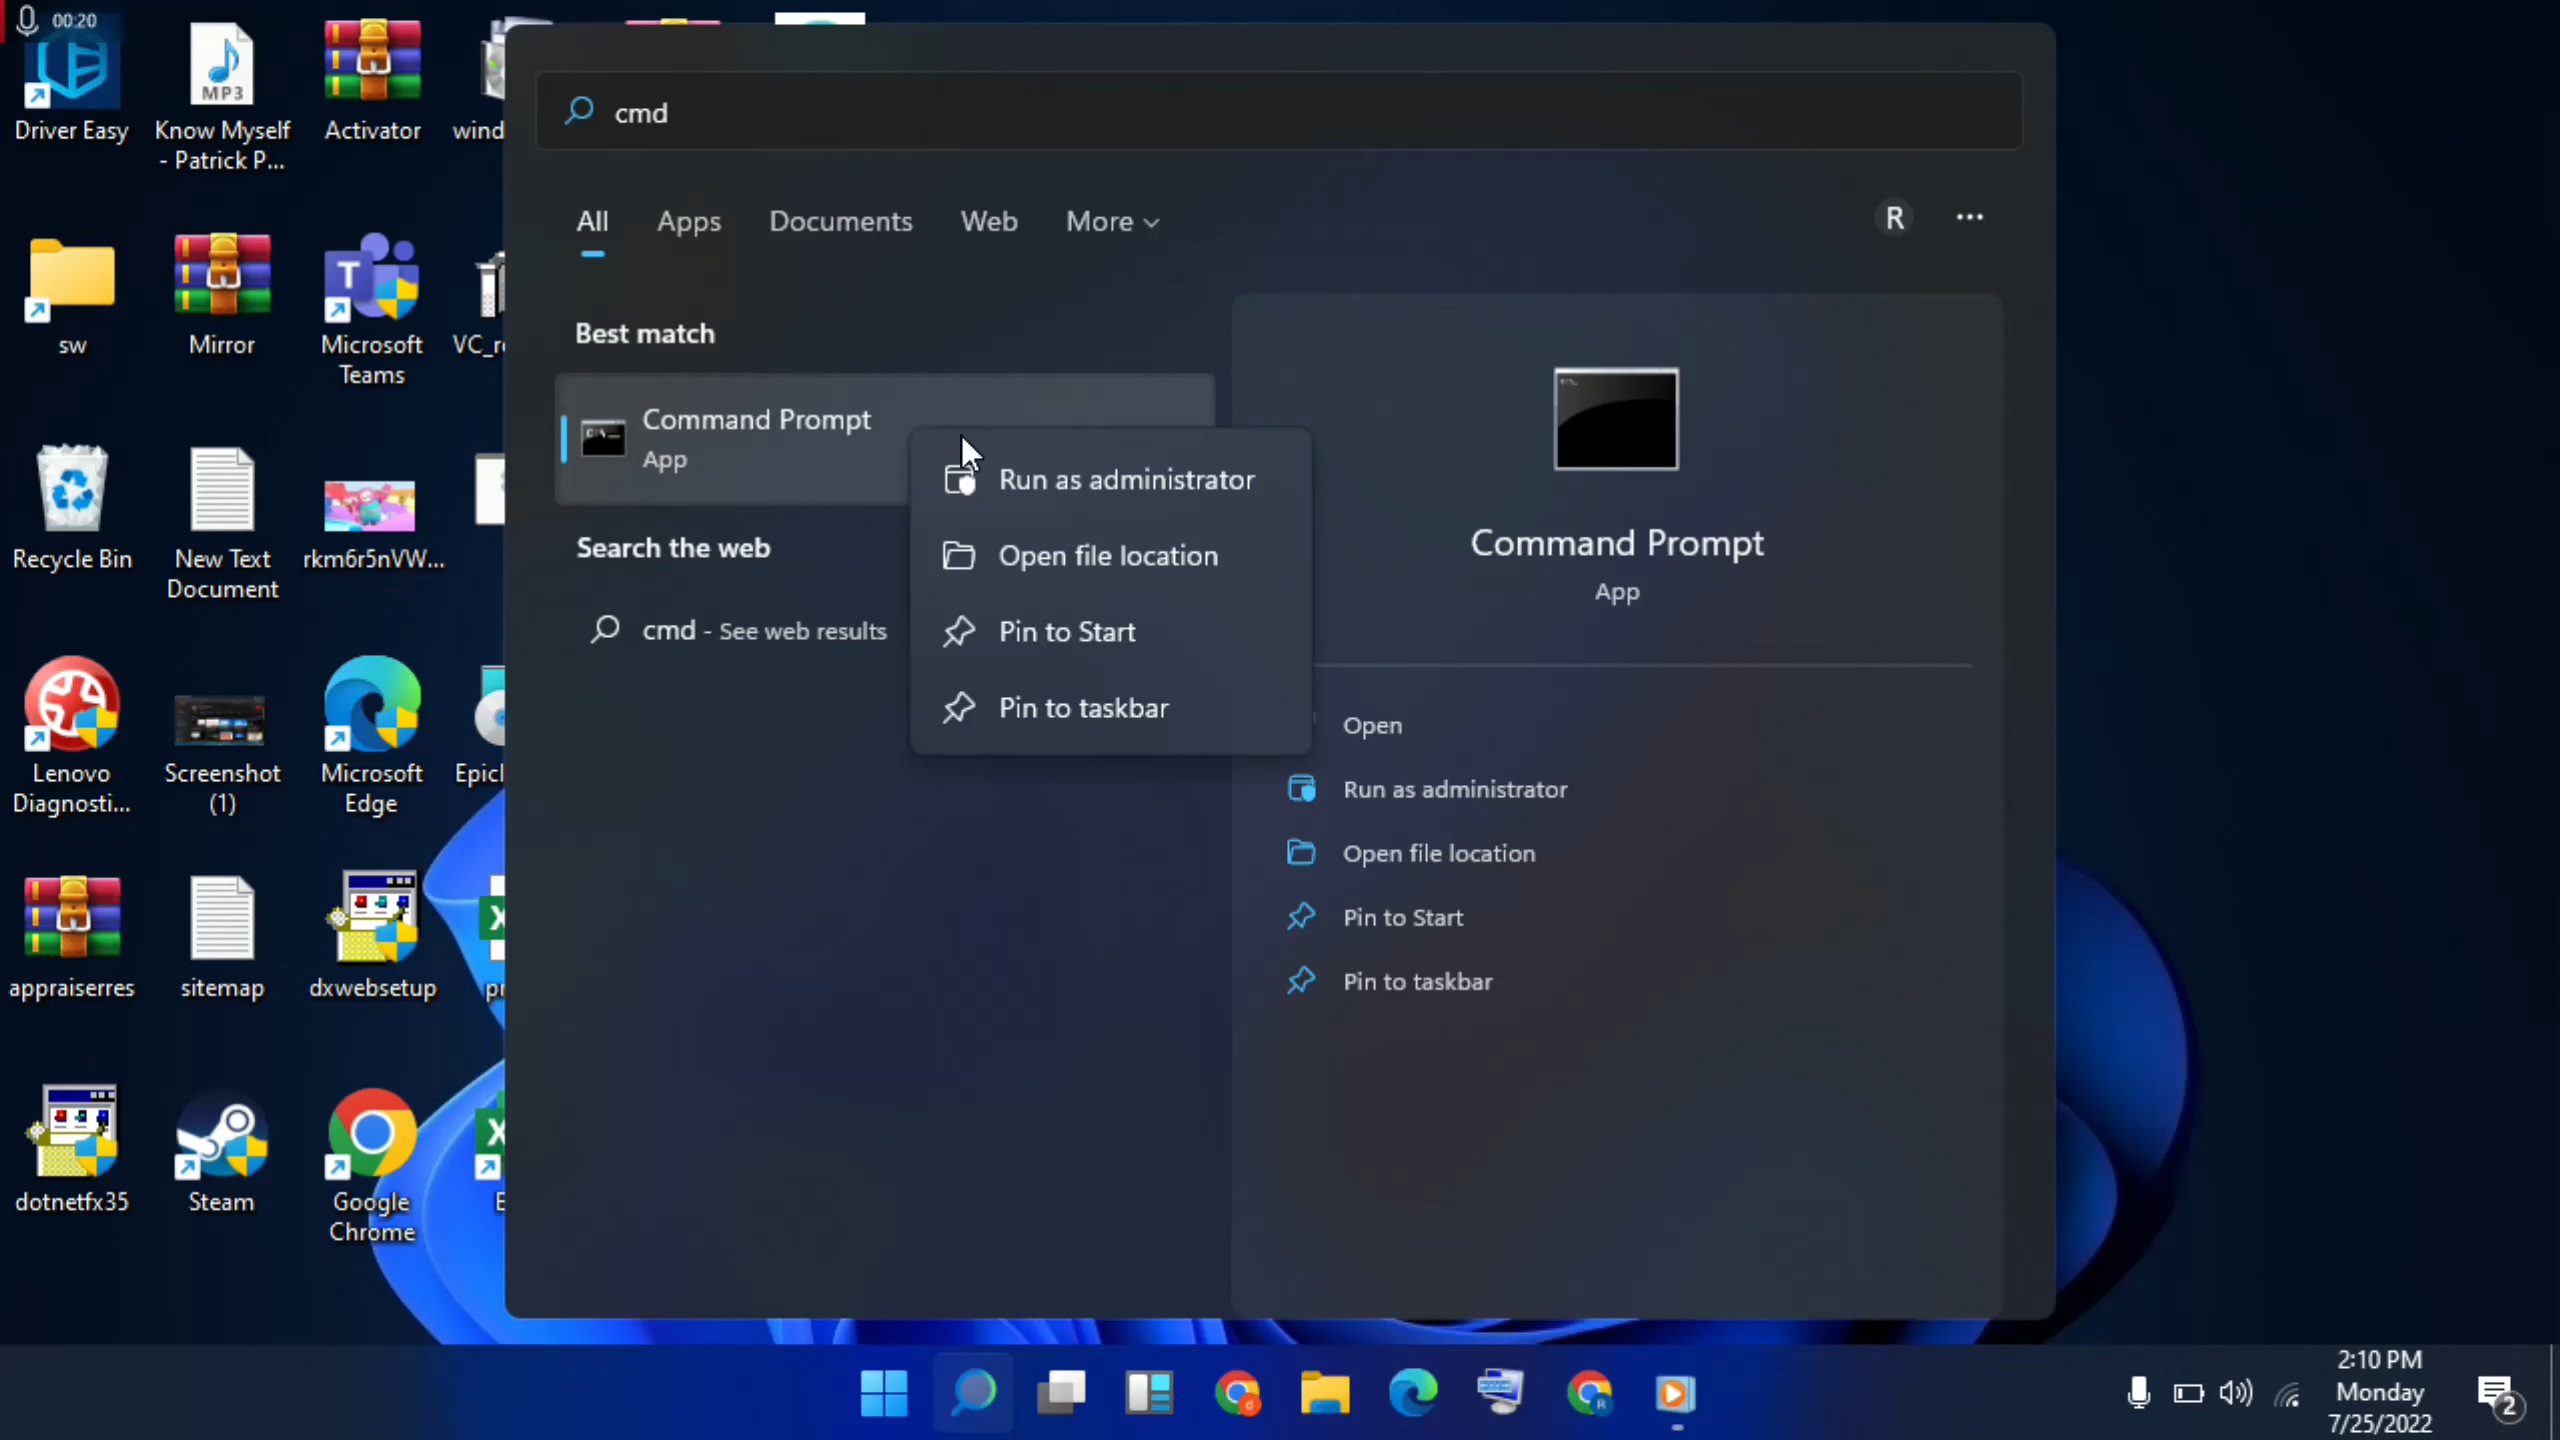 00:20
Driver Easy
Know Myself
- Patrick P...
MP3
Activator
wind
sw
Mirror
Microsoft
Teams
VC_r
Recycle Bin
New Text
Document
rkm6r5nVW...
Lenovo
Diagnosti...
Screenshot
(1)
Microsoft
Edge
Epic
appraiserres
sitemap
dxwebsetup
pr
dotnetfx35
Steam
Google
Chrome
E
cmd
All
Apps
Documents
Web
More
R
Best match
Command Prompt
App
Search the web
cmd - See web results
Run as administrator
Open file location
Pin to Start
Pin to taskbar
Command Prompt
App
Open
Run as administrator
Open file location
Pin to Start
Pin to taskbar
2:10 PM
Monday
7/25/2022
2